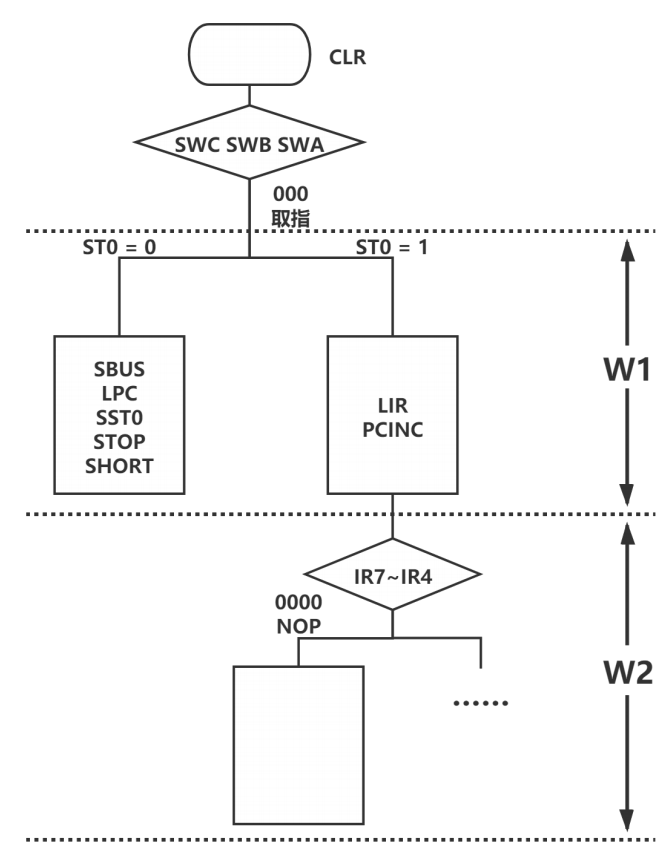 CLR
SWC SWB SWA
000
取指
ST0 = 0
ST0 = 1
W1
SBUS
LPC
SST0
STOP
SHORT
LIR
PCINC
IR7~IR4
0000
NOP
W2
······